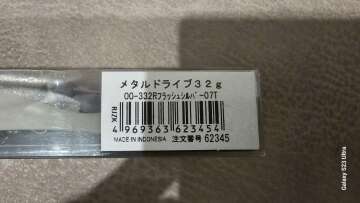 メタルドライブ32g
00-332Rフラッシュシルバー07T
RIZK
4 969363 623454
MADE IN INDONESIA 注文番号 62345
Galaxy S23 Ultra